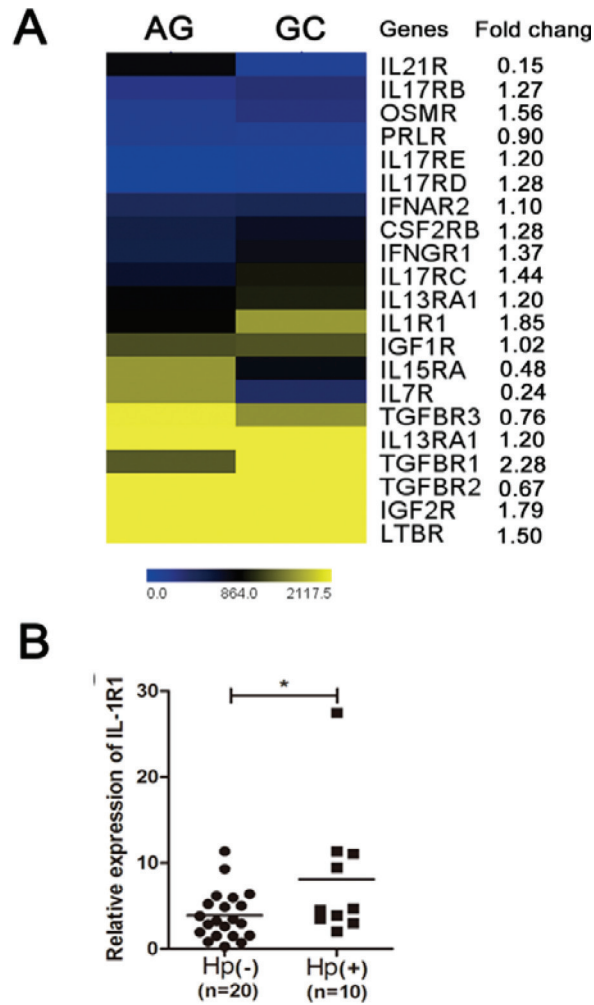 A
AG GC Genes Fold chang
IL21R 0.15
IL17RB 1.27
OSMR 1.56
PRLR 0.90
IL17RE 1.20
IL17RD 1.28
IFNAR2 1.10
CSF2RB 1.28
IFNGR1 1.37
IL17RC 1.44
IL13RA1 1.20
IL1R1 1.85
IGF1R 1.02
IL15RA 0.48
IL7R 0.24
TGFBR3 0.76
IL13RA1 1.20
TGFBR1 2.28
TGFBR2 0.67
IGF2R 1.79
LTBR 1.50
0.0 864.0 2117.5
B
Relative expression of IL-1R1
30
20
10
0
*
Hp(-) Hp(+)
(n=20) (n=10)